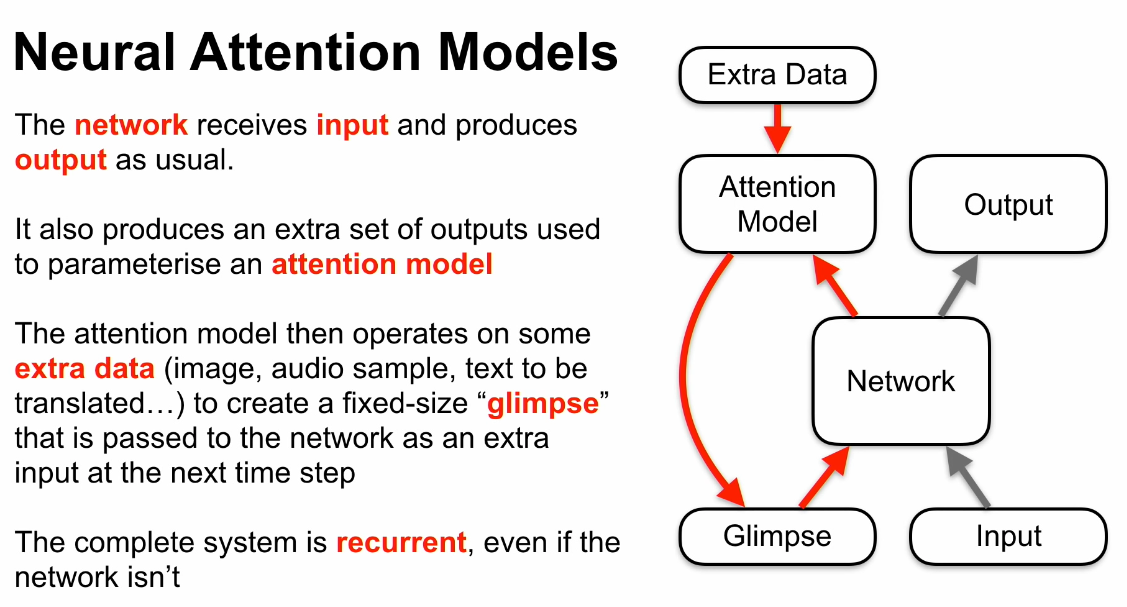 Neural Attention Models
The network receives input and produces
output as usual.
It also produces an extra set of outputs used
to parameterise an attention model
The attention model then operates on some
extra data (image, audio sample, text to be
translated…) to create a fixed-size “glimpse”
that is passed to the network as an extra
input at the next time step
The complete system is recurrent, even if the
network isn’t
Extra Data
Attention
Model
Output
Network
Glimpse
Input